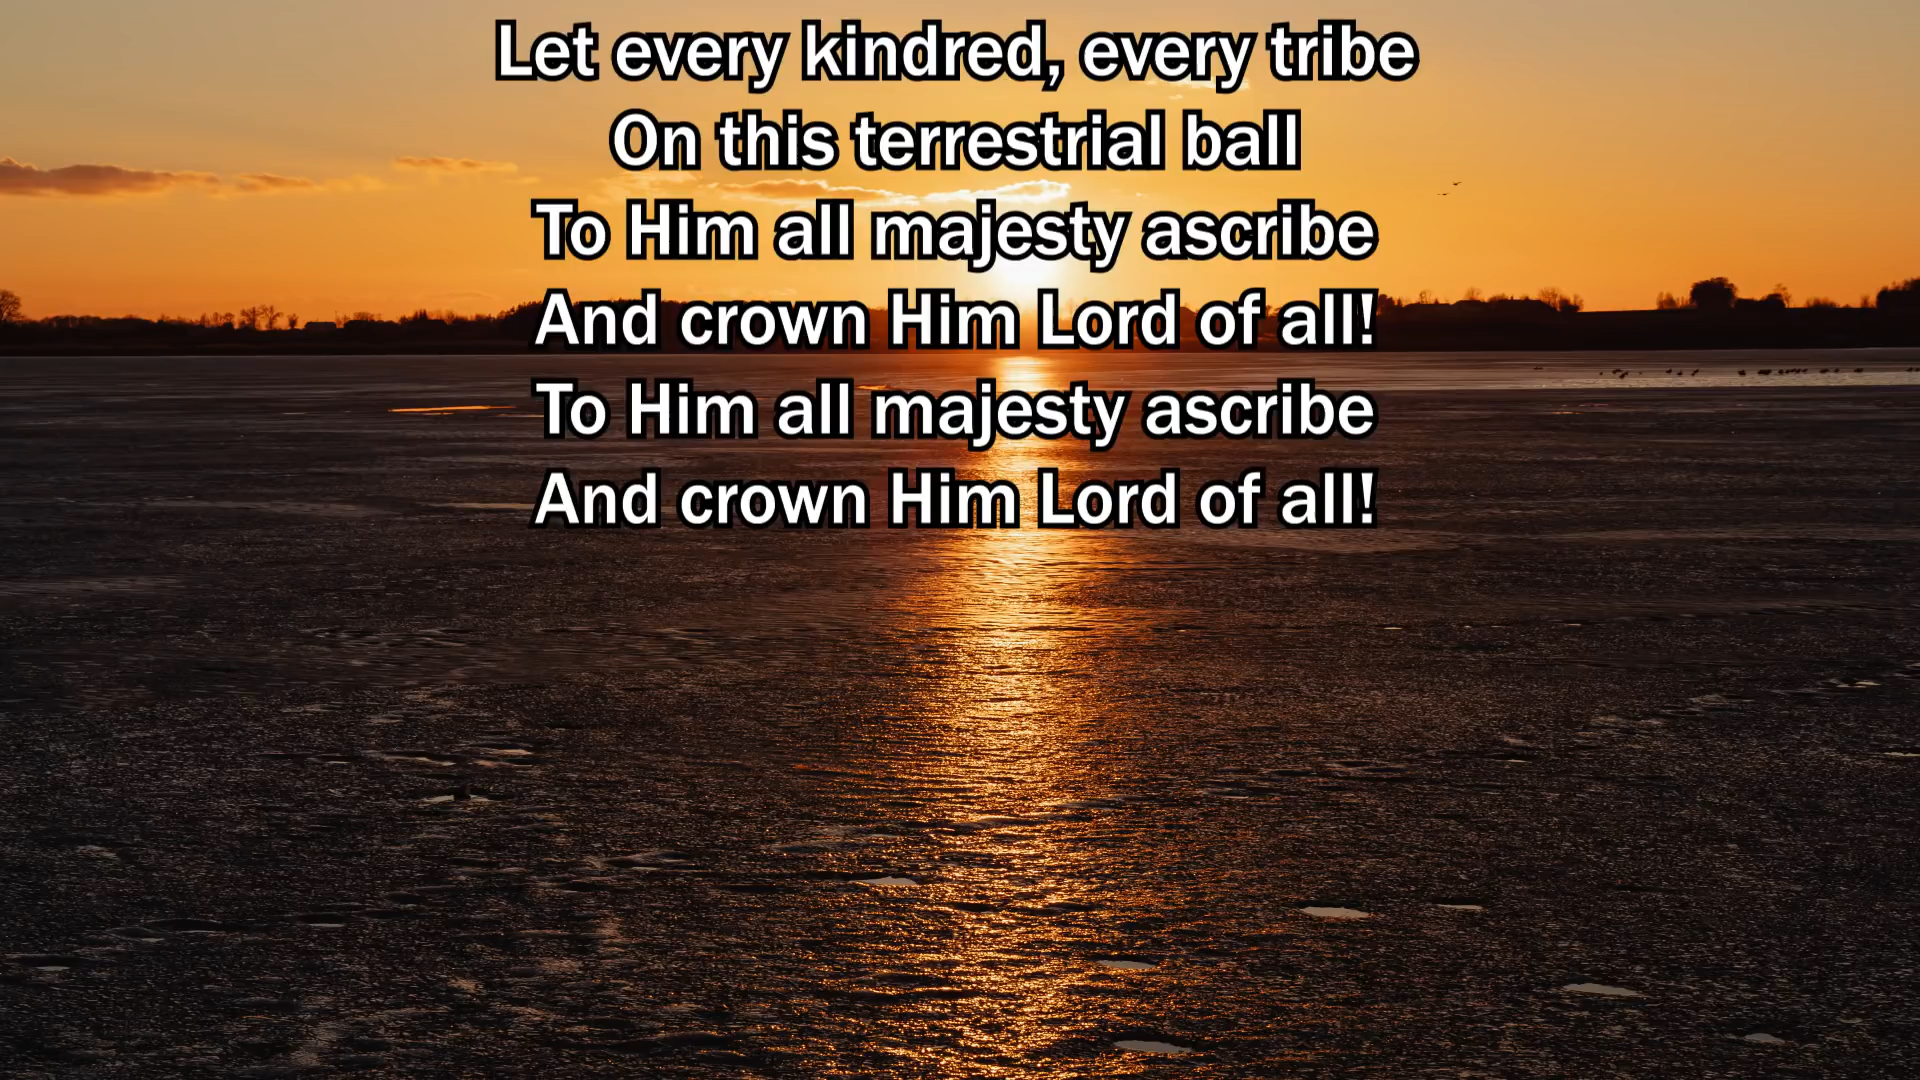 Let every kindred, every tribe
On this terrestrial ball
To Him all majesty ascribe
And crown Him Lord of all!
To Him all majesty ascribe
And crown Him Lord of all!